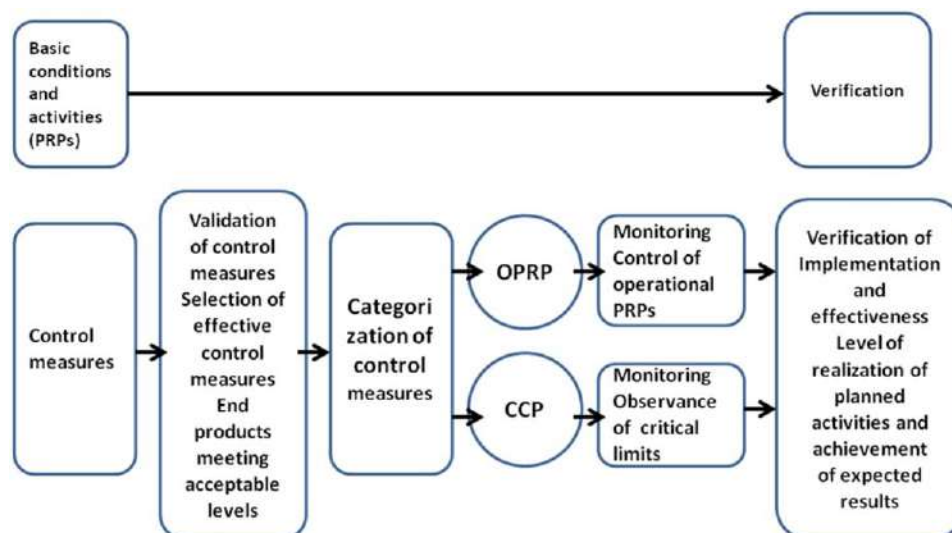 Basic
conditions
and
activities
(PRPs)
Verification
Control
measures
Validation
of control
measures
Selection of
effective
control
measures
End
products
meeting
acceptable
levels
Categori
zation of
control
measures
OPRP
Monitoring
Control of
operational
PRPs
CCP
Monitoring
Observance
of critical
limits
Verification of
Implementation
and
effectiveness
Level of
realization of
planned
activities and
achievement
of expected
results